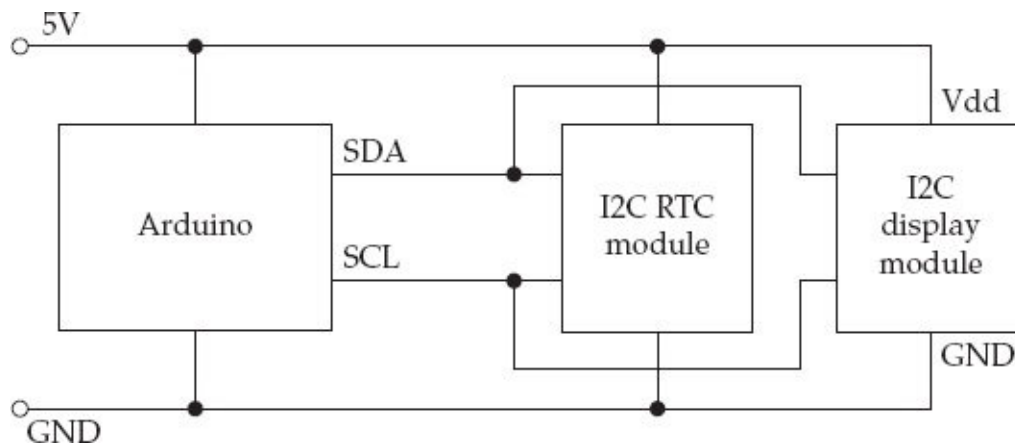 5V
Vdd
SDA
Arduino
SCL
I2C RTC
module
I2C
display
module
GND
GND